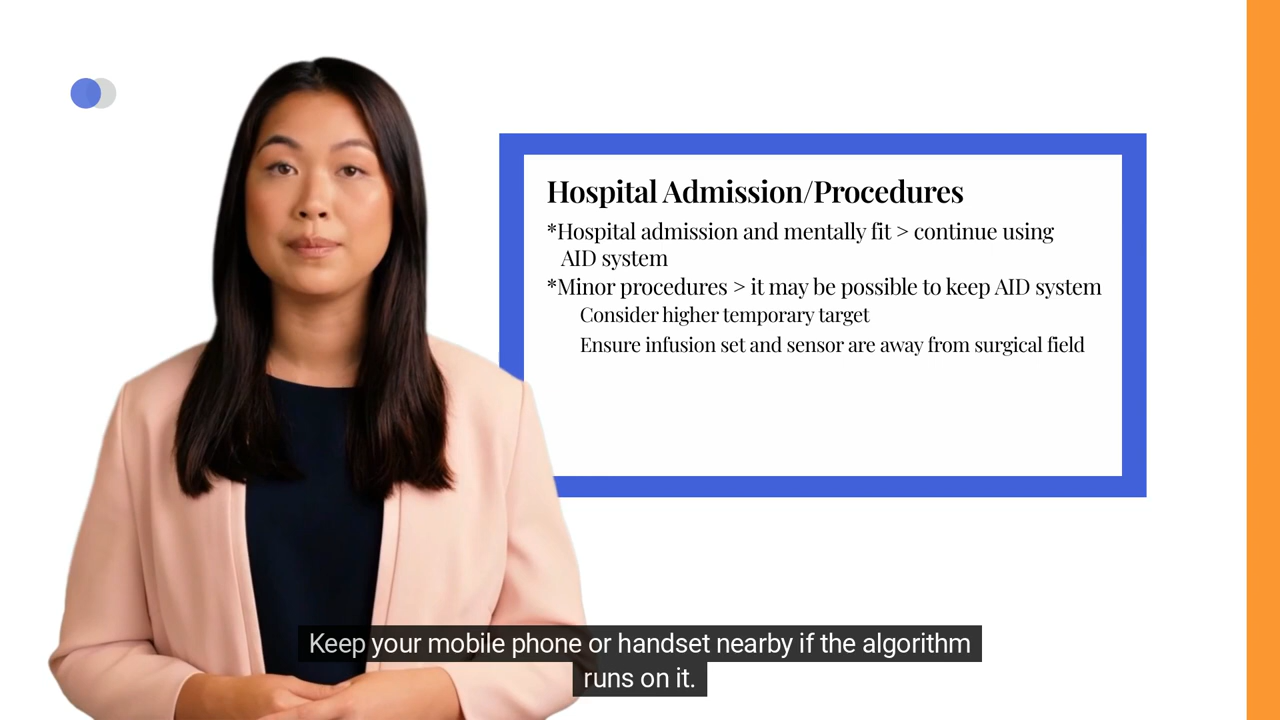 Hospital Admission/Procedures
*Hospital admission and mentally fit > continue using
AID system
*Minor procedures > it may be possible to keep AID system
Consider higher temporary target
Ensure infusion set and sensor are away from surgical field
Keep your mobile phone or handset nearby if the algorithm
runs on it.